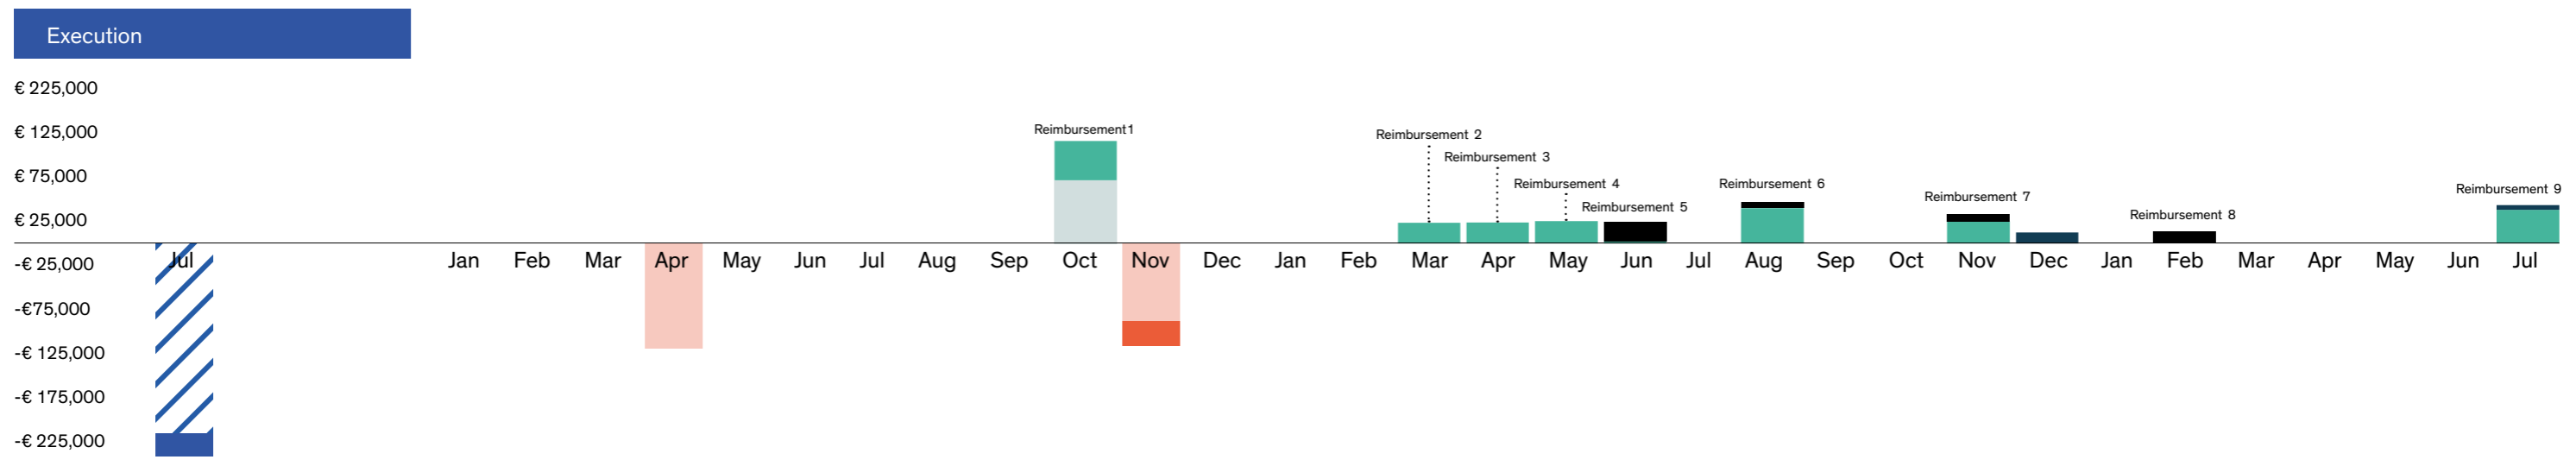 Execution
€ 225,000
€ 125,000
€ 75,000
€ 25,000
-€ 25,000
-€75,000
-€ 125,000
-€ 175,000
-€ 225,000
Reimbursement1
Reimbursement 2
Reimbursement 3
Reimbursement 4
Reimbursement 5
Reimbursement 6
Reimbursement 7
Reimbursement 8
Reimbursement 9
Jul Jan Feb Mar Apr May Jun Jul Aug Sep Oct Nov Dec Jan Feb Mar Apr May Jun Jul Aug Sep Oct Nov Dec Jan Feb Mar Apr May Jun Jul